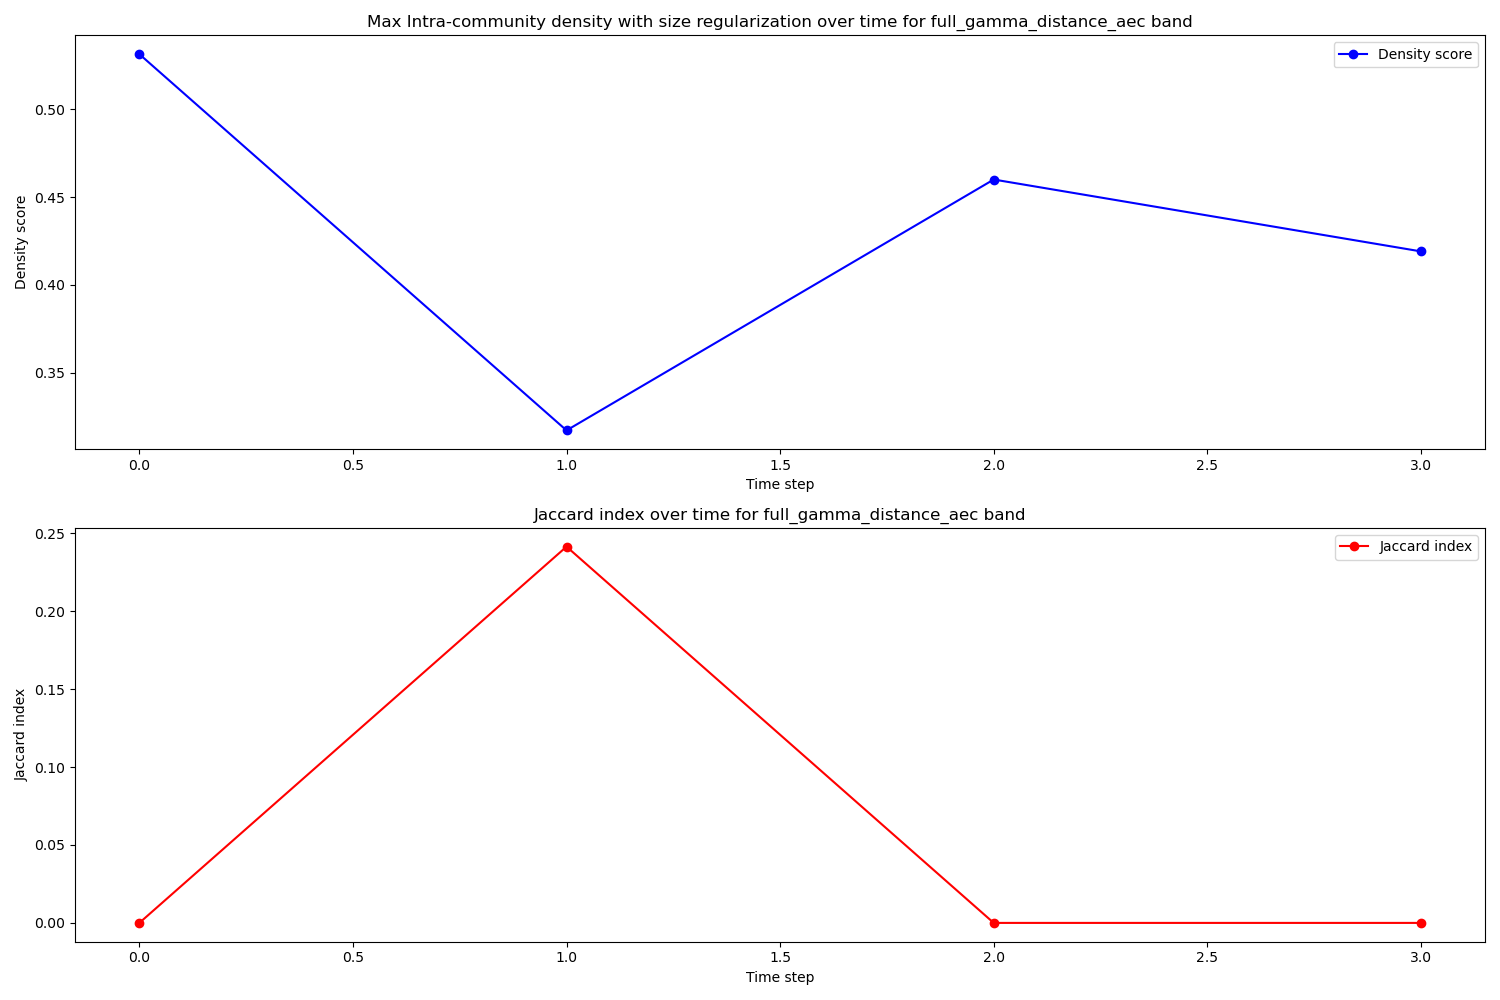 Max Intra-community density with size regularization over time for full_gamma_distance_aec band
Density score
0.50
0.45
0.40
0.35
Density score
0.0 0.5 1.0 1.5 2.0 2.5 3.0
Time step
Jaccard index over time for full_gamma_distance_aec band
Jaccard index
0.25
0.20
0.15
0.10
0.05
0.00
Jaccard index
0.0 0.5 1.0 1.5 2.0 2.5 3.0
Time step